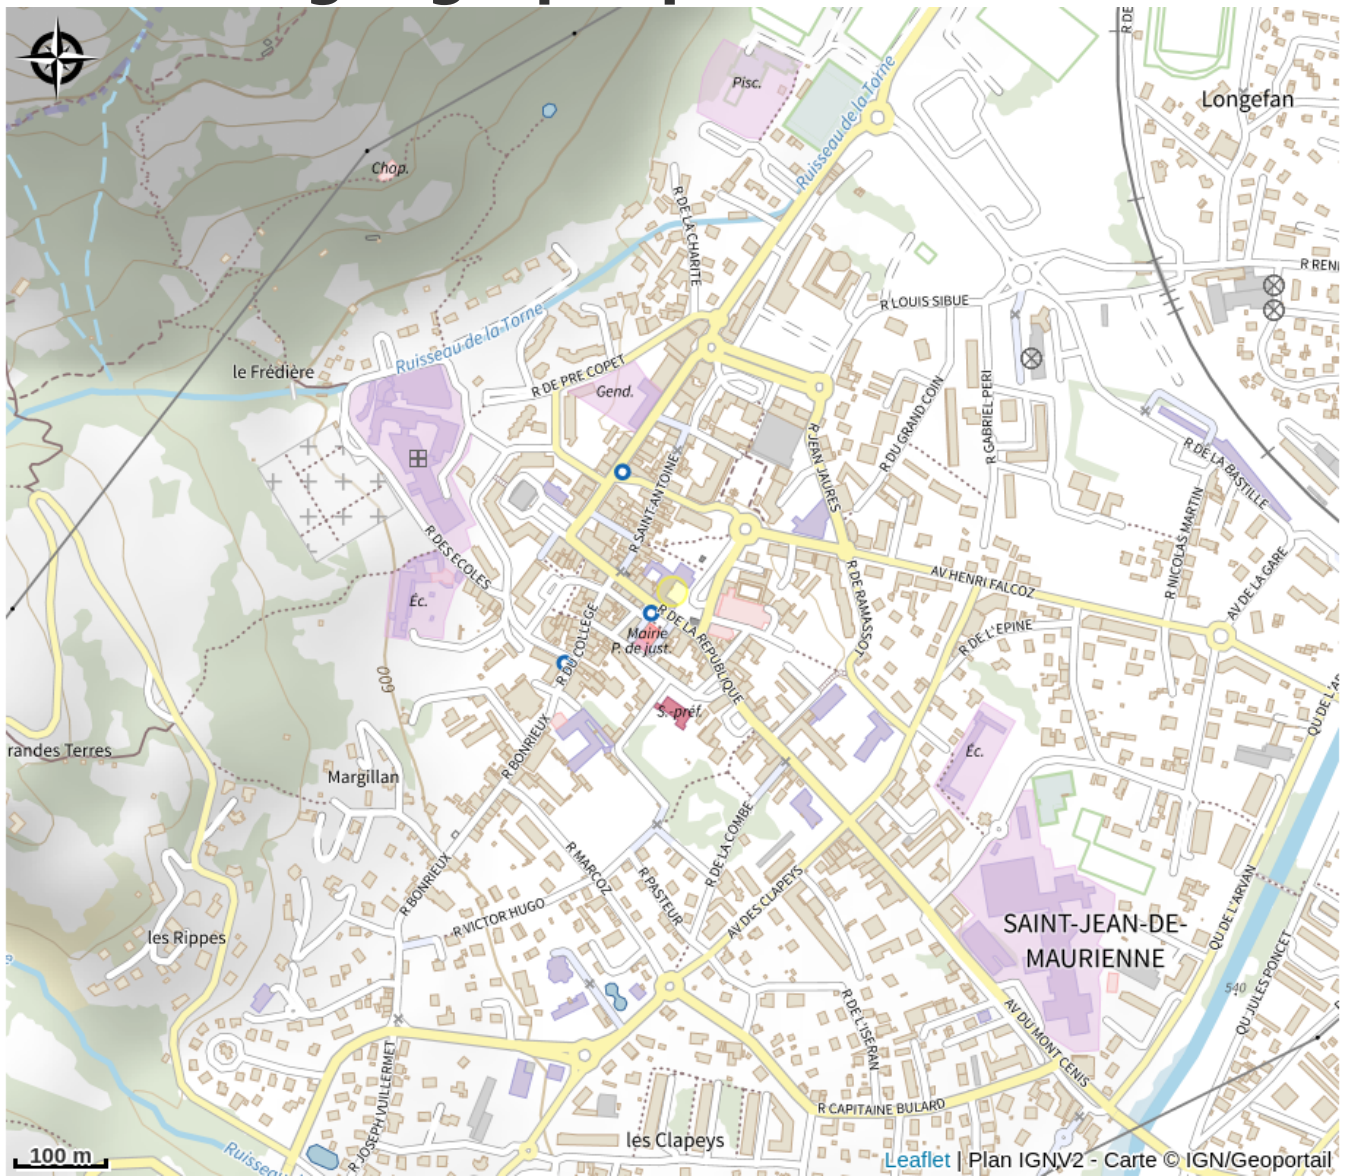 Pisc.
R DE
Longefan
Ruisseau de la Torne
Chap.
R DE LA CHARITE
R RENI
R LOUIS SIBUE
Ruisseau de la Torne
le Frédière
R DE PRE COPET
Gend.
R GABRIEL PERI
R DU GRAND COIN
R JEAN JAURES
R DE LA BASTILLE
R SAINT-ANTOINE
R NICOLAS MARTIN
R DES ECOLES
AV HENRI FALCOZ
AV DE LA GARE
R DE RAMASSOT
Éc.
R DU COLLEGE
Mairie
P. de just.
R DE LA REPUBLIQUE
R DE L'EPINE
600
S.-préf.
QU DE L'AR
randes Terres
R BONRIEUX
Éc.
Margillan
R DE LA COMBE
R MARCOZ
R PASTEUR
R BONRIEUX
AV DES CLAPEYS
R VICTOR HUGO
QU DE L'ARVAN
les Rippes
SAINT-JEAN-DE-
MAURIENNE
QU JULES PONCET
540
R DE L'ISERAN
AV DU MONT CENIS
R JOSEPH VUILLERMET
R CAPITAINE BULARD
les Clapeys
100 m
Ruisseau
Leaflet | Plan IGNV2 - Carte © IGN/Geoportail